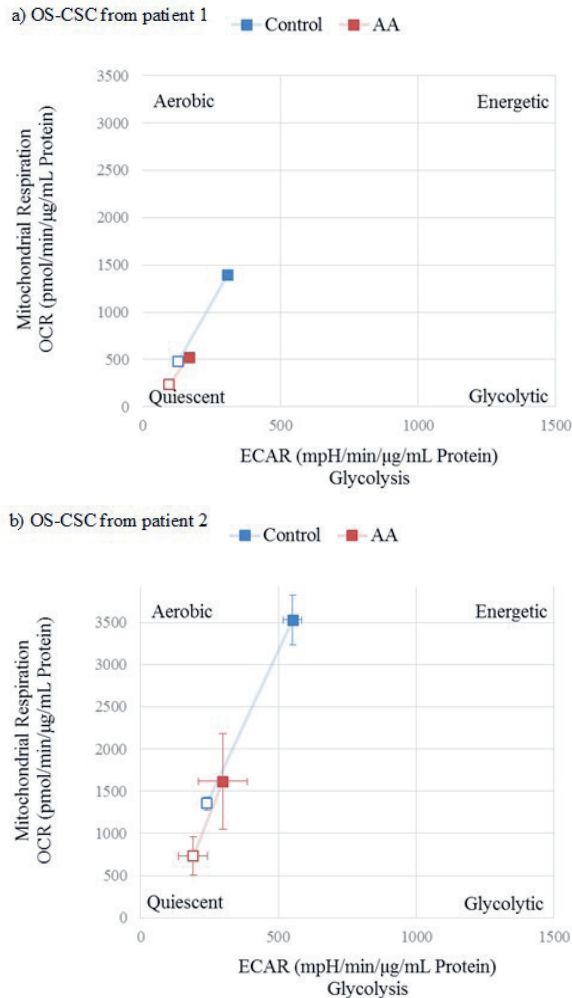 a) OS-CSC from patient 1
Control AA
3500
3000
2500
2000
1500
1000
500
0
Mitochondrial Respiration
OCR (pmol/min/µg/mL Protein)
Aerobic Energetic
Quiescent Glycolytic
0 500 1000 1500
ECAR (mpH/min/µg/mL Protein)
Glycolysis
b) OS-CSC from patient 2
Control AA
3500
3000
2500
2000
1500
1000
500
0
Mitochondrial Respiration
OCR (pmol/min/µg/mL Protein)
Aerobic Energetic
Quiescent Glycolytic
0 500 1000 1500
ECAR (mpH/min/µg/mL Protein)
Glycolysis